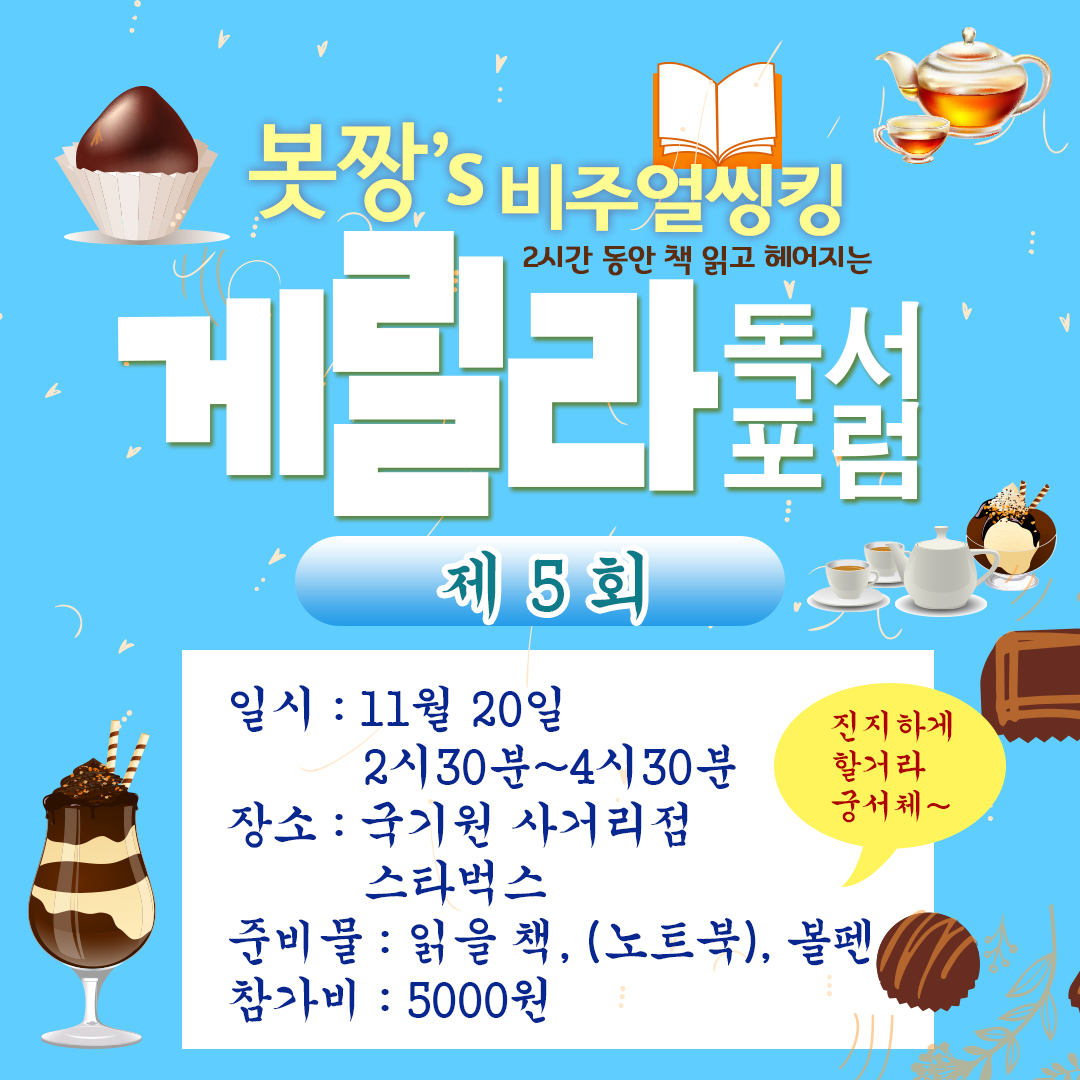 봇짱's 비주얼씽킹
2시간 동안 책 읽고 헤어지는
게릴라 독서
포럼
제 5 회
일시 : 11월 20일
2시30분~4시30분
장소 : 국기원 사거리점
스타벅스
준비물 : 읽을 책, (노트북), 볼펜
참가비 : 5000원
진지하게
할거라
궁서체~